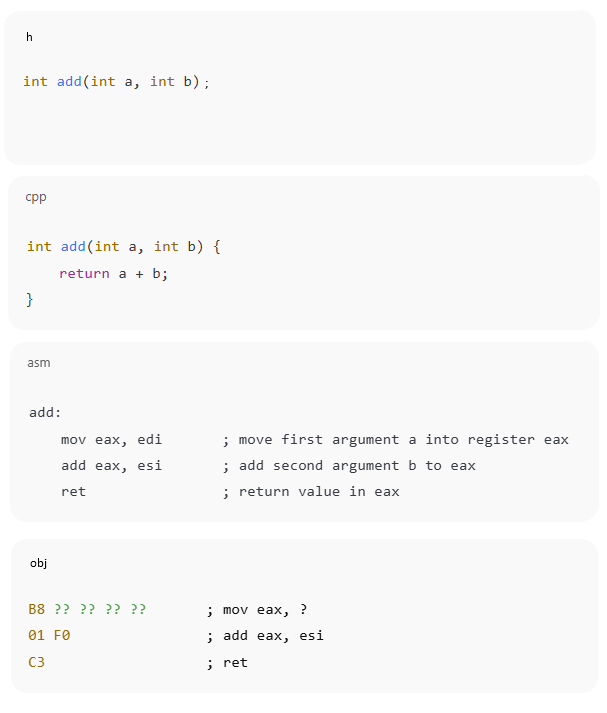 h
int add(int a, int b);
cpp
int add(int a, int b) {
    return a + b;
}
asm
add:
    mov eax, edi       ; move first argument a into register eax
    add eax, esi       ; add second argument b to eax
    ret                ; return value in eax
obj
B8 ?? ?? ?? ??       ; mov eax, ?
01 F0                ; add eax, esi
C3                   ; ret